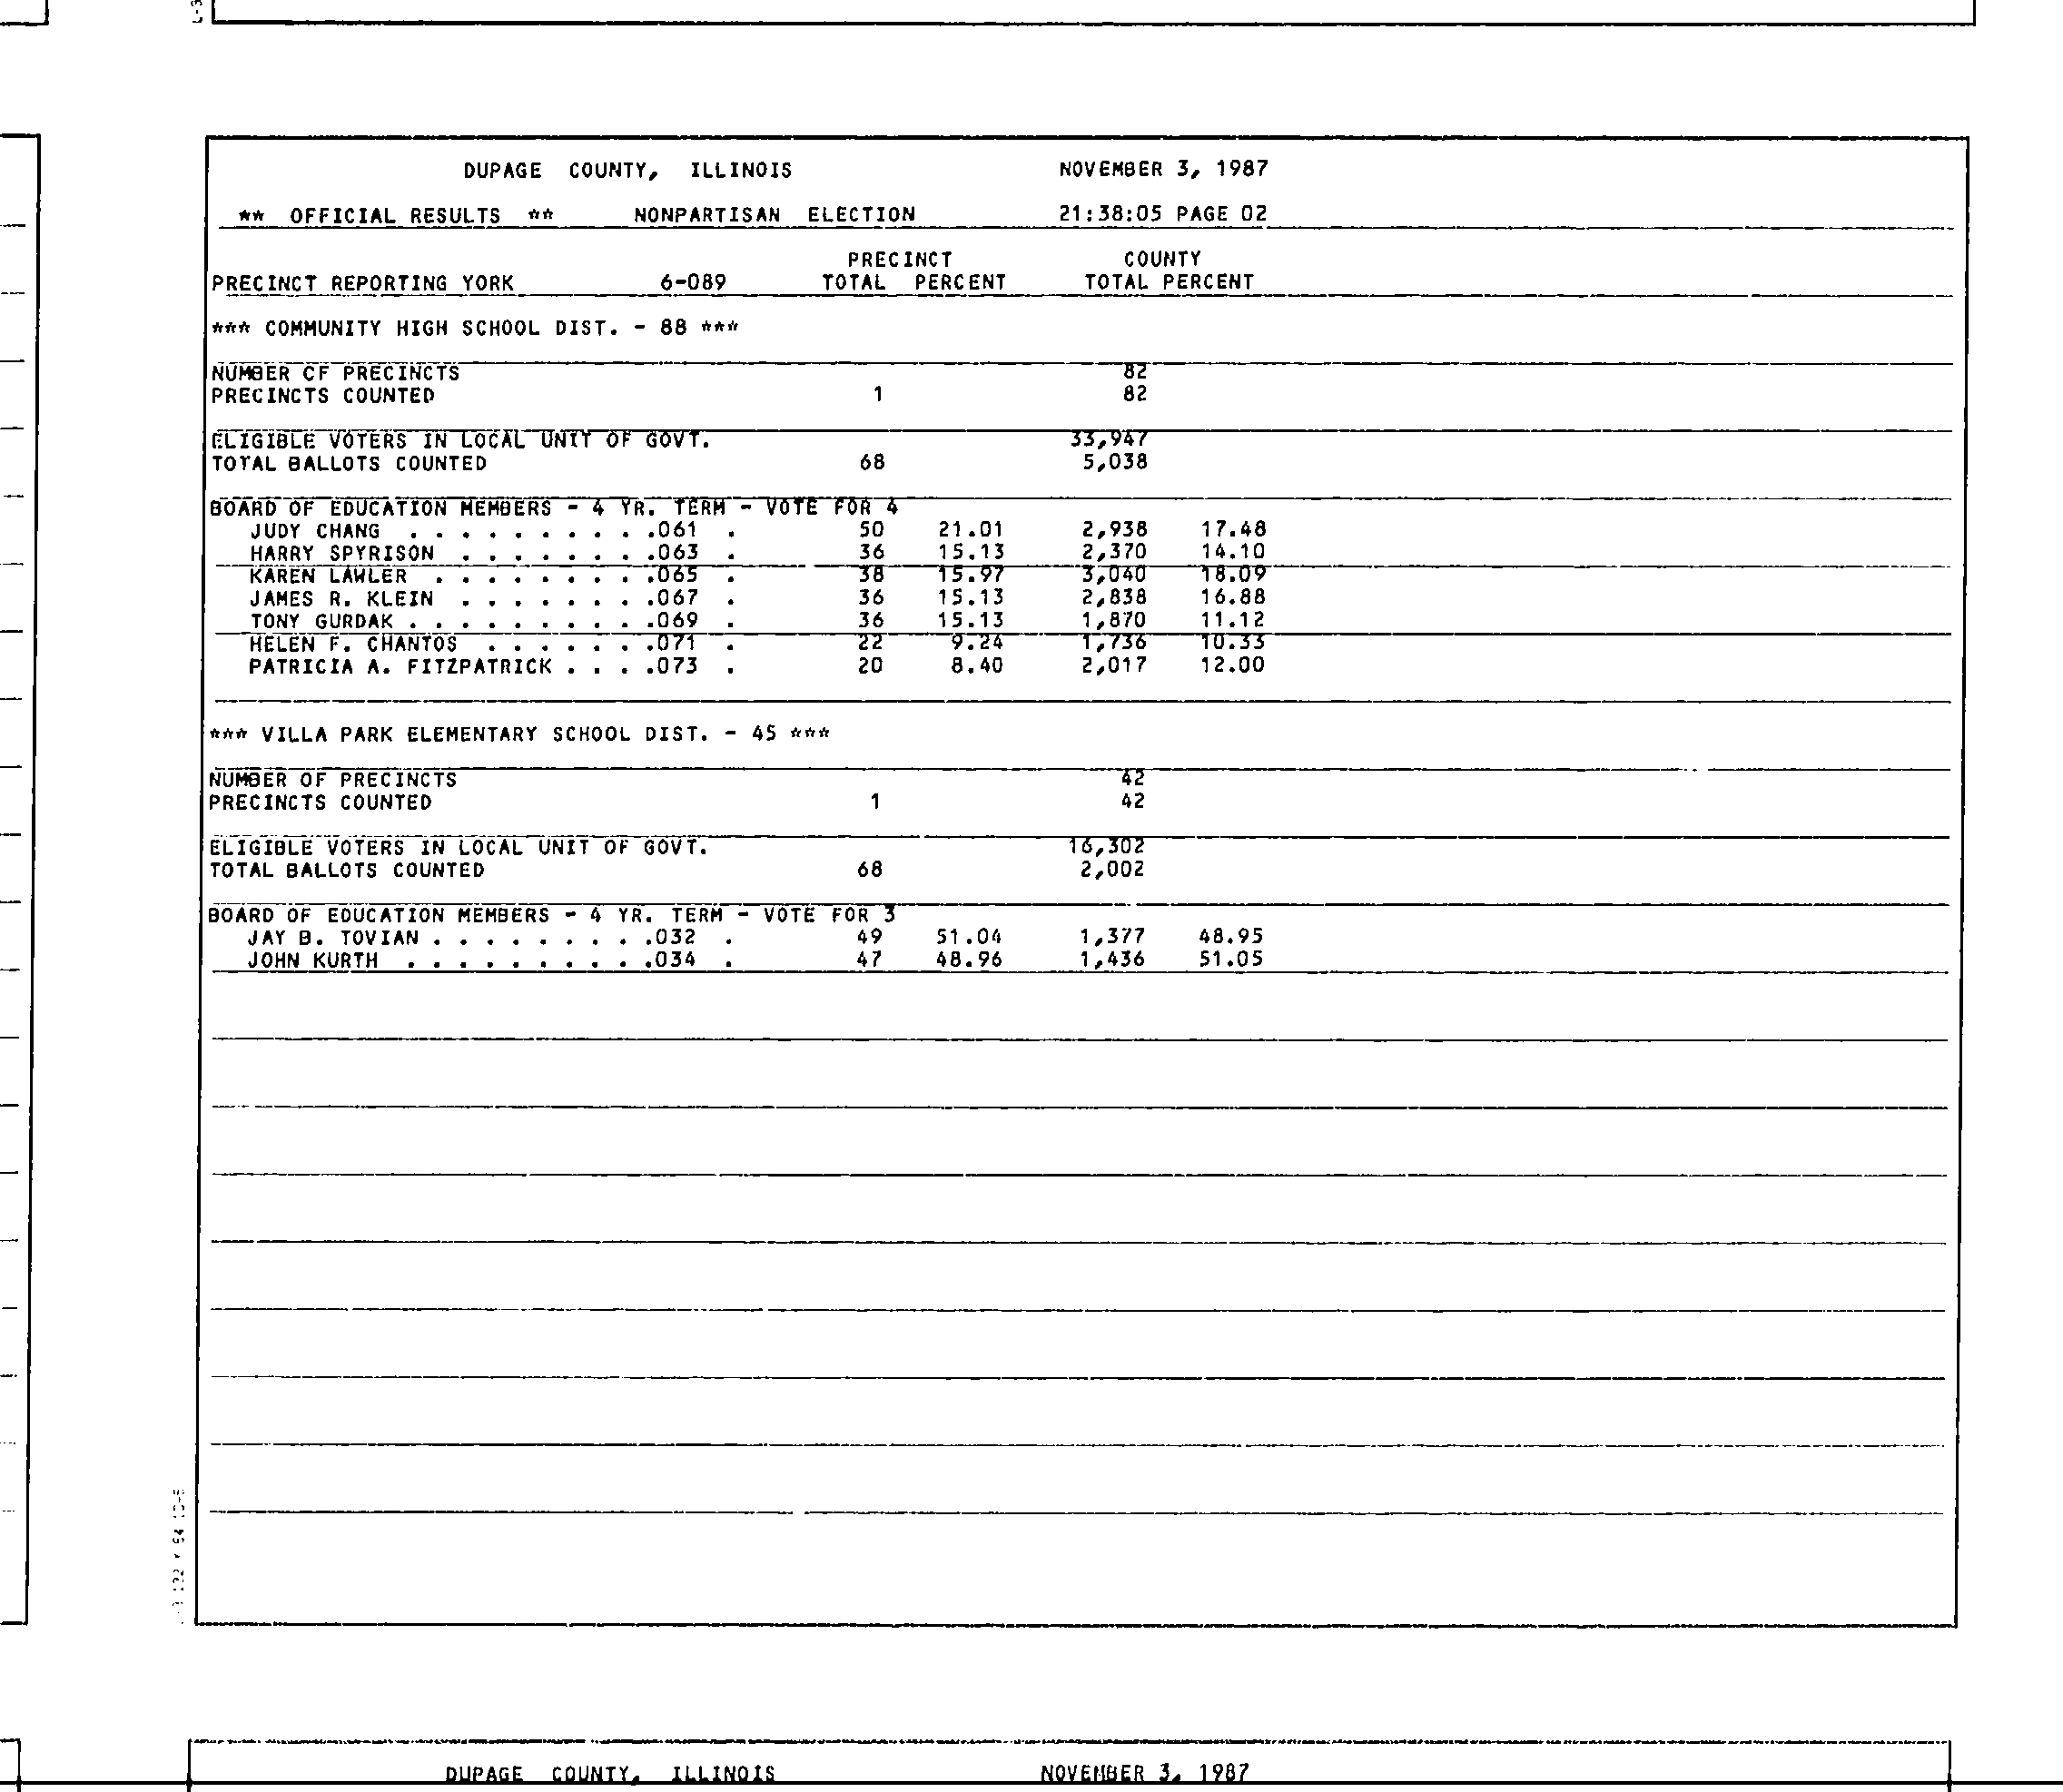 DUPAGE COUNTY, ILLINOIS NOVEMBER 3, 1987
** OFFICIAL RESULTS ** NONPARTISAN ELECTION 21:38:05 PAGE 02
PRECINCT COUNTY
PRECINCT REPORTING YORK 6-089 TOTAL PERCENT TOTAL PERCENT
*** COMMUNITY HIGH SCHOOL DIST. - 88 ***
NUMBER CF PRECINCTS 82
PRECINCTS COUNTED 1 82
ELIGIBLE VOTERS IN LOCAL UNIT OF GOVT. 33,947
TOTAL BALLOTS COUNTED 68 5,038
BOARD OF EDUCATION MEMBERS - 4 YR. TERM - VOTE FOR 4
JUDY CHANG . . . . . . . . . .061 . 50 21.01 2,938 17.48
HARRY SPYRISON . . . . . . . .063 . 36 15.13 2,370 14.10
KAREN LAWLER . . . . . . . . .065 . 38 15.97 3,040 18.09
JAMES R. KLEIN . . . . . . . .067 . 36 15.13 2,838 16.88
TONY GURDAK . . . . . . . . . .069 . 36 15.13 1,870 11.12
HELEN F. CHANTOS . . . . . . .071 . 22 9.24 1,736 10.33
PATRICIA A. FITZPATRICK . . . .073 . 20 8.40 2,017 12.00
*** VILLA PARK ELEMENTARY SCHOOL DIST. - 45 ***
NUMBER OF PRECINCTS 42
PRECINCTS COUNTED 1 42
ELIGIBLE VOTERS IN LOCAL UNIT OF GOVT. 16,302
TOTAL BALLOTS COUNTED 68 2,002
BOARD OF EDUCATION MEMBERS - 4 YR. TERM - VOTE FOR 3
JAY B. TOVIAN . . . . . . . . .032 . 49 51.04 1,377 48.95
JOHN KURTH . . . . . . . . . .034 . 47 48.96 1,436 51.05
DUPAGE COUNTY, ILLINOIS NOVEMBER 3, 1987